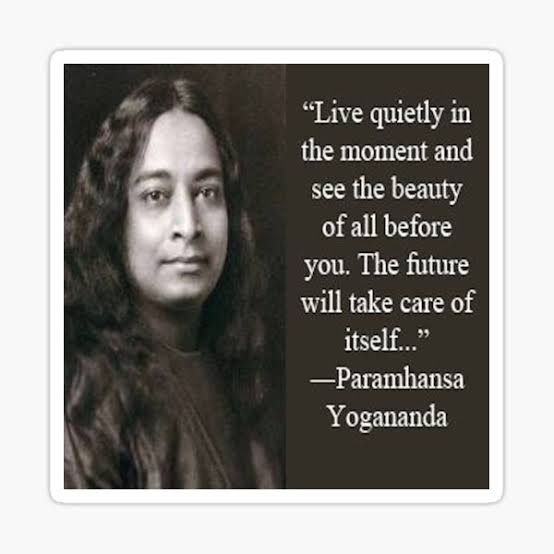 “Live quietly in
the moment and
see the beauty
of all before
you. The future
will take care of
itself...”
—Paramhansa
Yogananda